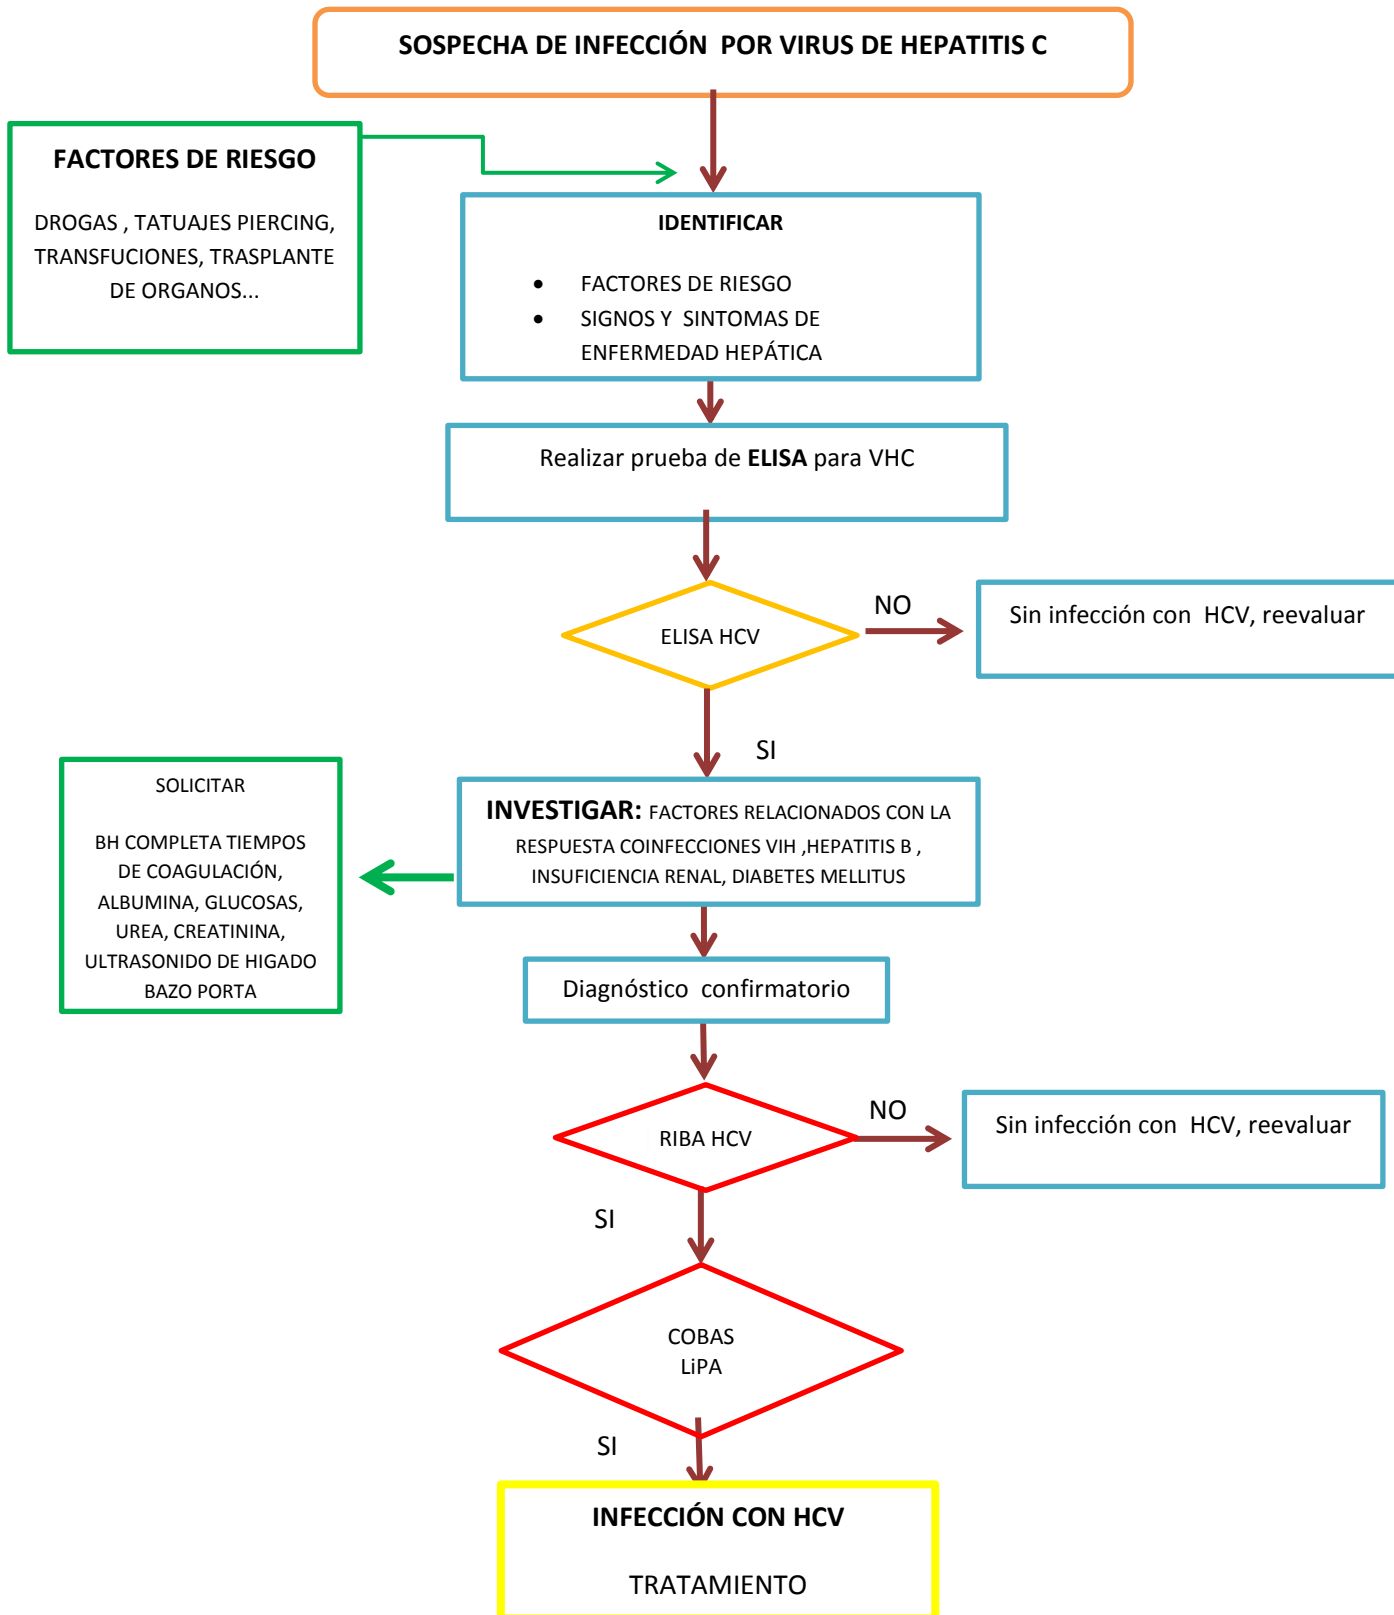 SOSPECHA DE INFECCIÓN POR VIRUS DE HEPATITIS C
FACTORES DE RIESGO
DROGAS , TATUAJES PIERCING,
TRANSFUCIONES, TRASPLANTE
DE ORGANOS...
IDENTIFICAR
• FACTORES DE RIESGO
• SIGNOS Y SINTOMAS DE
ENFERMEDAD HEPÁTICA
Realizar prueba de ELISA para VHC
ELISA HCV
NO
Sin infección con HCV, reevaluar
SI
SOLICITAR
BH COMPLETA TIEMPOS
DE COAGULACIÓN,
ALBUMINA, GLUCOSAS,
UREA, CREATININA,
ULTRASONIDO DE HIGADO
BAZO PORTA
INVESTIGAR: FACTORES RELACIONADOS CON LA
RESPUESTA COINFECCIONES VIH ,HEPATITIS B ,
INSUFICIENCIA RENAL, DIABETES MELLITUS
Diagnóstico confirmatorio
RIBA HCV
NO
Sin infección con HCV, reevaluar
SI
COBAS
LiPA
SI
INFECCIÓN CON HCV
TRATAMIENTO